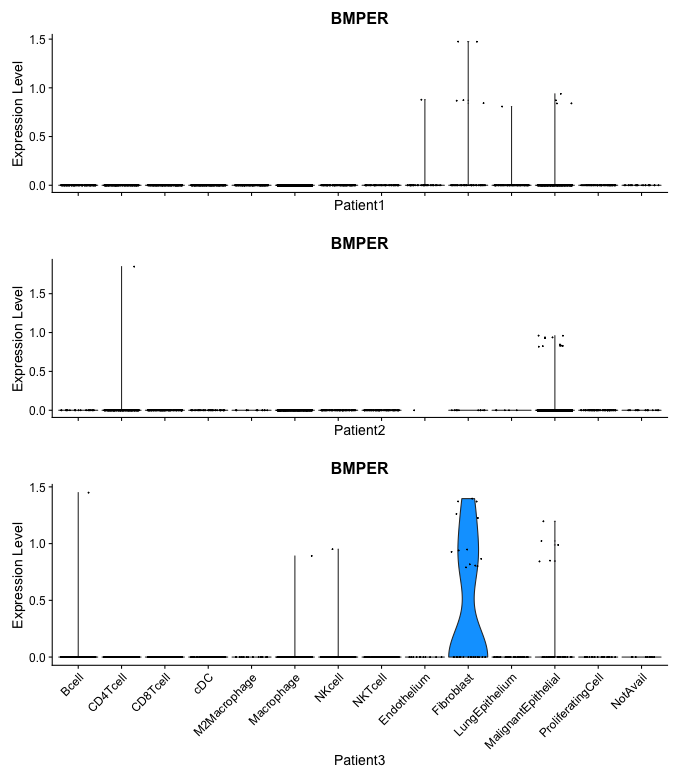 BMPER
Expression Level
1.5
1.0
0.5
0.0
Patient1
BMPER
Expression Level
1.5
1.0
0.5
0.0
Patient2
BMPER
Expression Level
1.5
1.0
0.5
0.0
Bcell
CD4Tcell
CD8Tcell
cDC
M2Macrophage
Macrophage
NKcell
NKTcell
Endothelium
Fibroblast
LungEpithelium
MalignantEpithelial
ProliferatingCell
NotAvail
Patient3